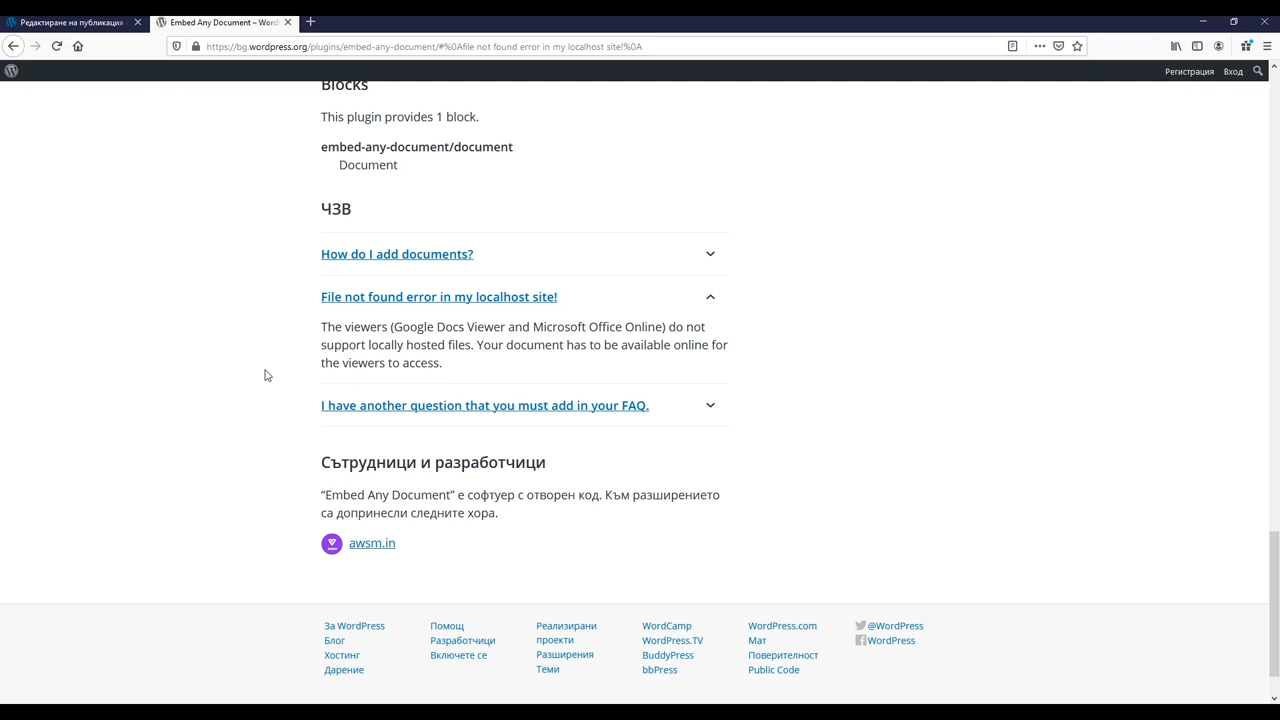 Редактиране на публикация
Embed Any Document – Word
https://bg.wordpress.org/plugins/embed-any-document/#%0Afile not found error in my localhost site!%0A
Регистрация Вход
Blocks
This plugin provides 1 block.
embed-any-document/document
Document
ЧЗВ
How do I add documents?
File not found error in my localhost site!
The viewers (Google Docs Viewer and Microsoft Office Online) do not
support locally hosted files. Your document has to be available online for
the viewers to access.
I have another question that you must add in your FAQ.
Сътрудници и разработчици
“Embed Any Document” е софтуер с отворен код. Към разширението
са допринесли следните хора.
awsm.in
За WordPress
Блог
Хостинг
Дарение
Помощ
Разработчици
Включете се
Реализирани
проекти
Разширения
Теми
WordCamp
WordPress.TV
BuddyPress
bbPress
WordPress.com
Мат
Поверителност
Public Code
@WordPress
WordPress